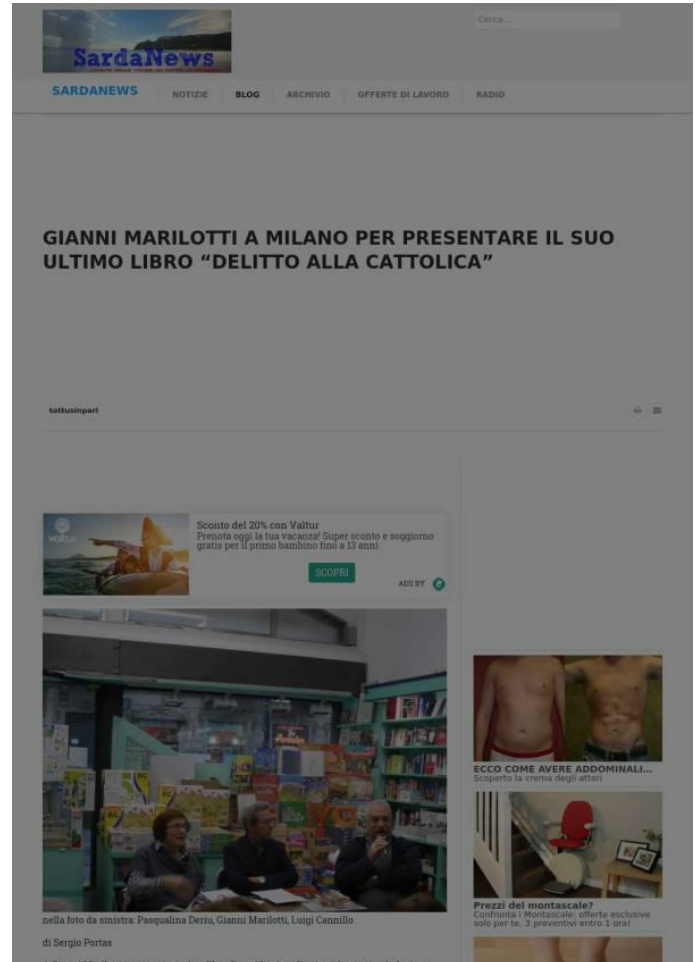 SardaNews
Cerca...
SARDANEWS
NOTIZIE
BLOG
ARCHIVIO
OFFERTE DI LAVORO
RADIO
GIANNI MARILOTTI A MILANO PER PRESENTARE IL SUO
ULTIMO LIBRO “DELITTO ALLA CATTOLICA”
tottusinpari
valtur
Sconto del 20% con Valtur
Prenota oggi la tua vacanza! Super sconto e soggiorno
gratis per il primo bambino fino a 13 anni
SCOPRI
ADS BY
nella foto da sinistra: Pasqualina Deriu, Gianni Marilotti, Luigi Cannillo
di Sergio Portas
ECCO COME AVERE ADDOMINALI...
Scoperto la crema degli attori
Prezzi del montascale?
Confronta i Montascale: offerte esclusive
solo per te. 3 preventivi entro 1 ora!